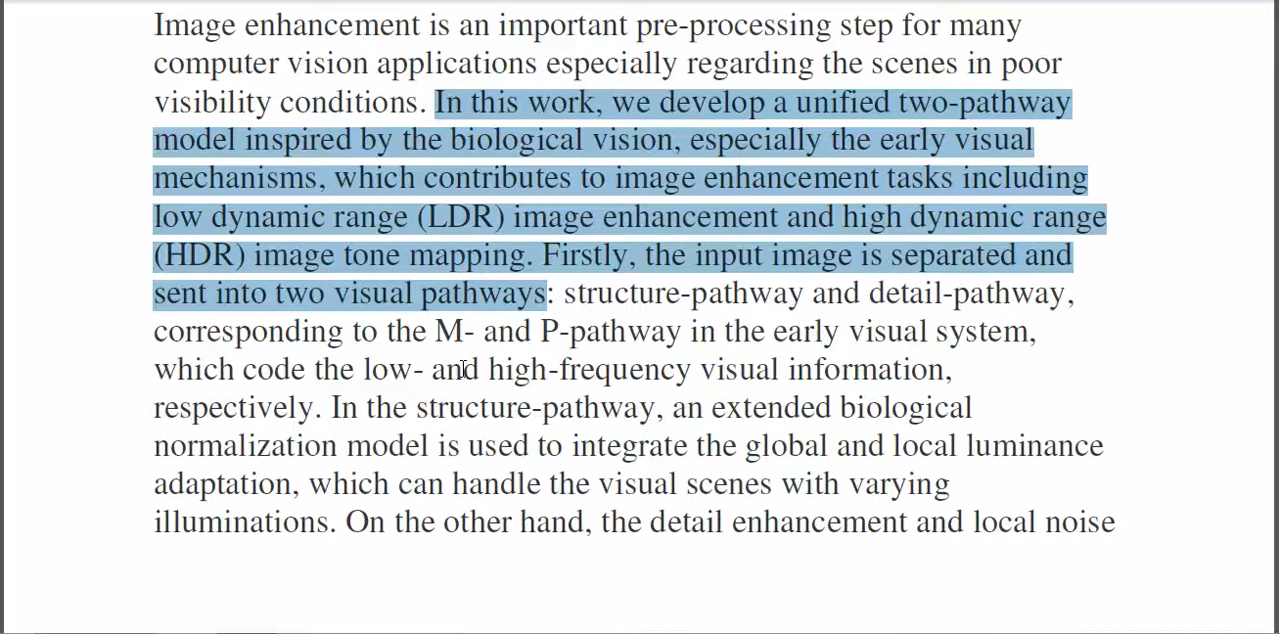 Image enhancement is an important pre-processing step for many
computer vision applications especially regarding the scenes in poor
visibility conditions. In this work, we develop a unified two-pathway
model inspired by the biological vision, especially the early visual
mechanisms, which contributes to image enhancement tasks including
low dynamic range (LDR) image enhancement and high dynamic range
(HDR) image tone mapping. Firstly, the input image is separated and
sent into two visual pathways: structure-pathway and detail-pathway,
corresponding to the M- and P-pathway in the early visual system,
which code the low- and high-frequency visual information,
respectively. In the structure-pathway, an extended biological
normalization model is used to integrate the global and local luminance
adaptation, which can handle the visual scenes with varying
illuminations. On the other hand, the detail enhancement and local noise